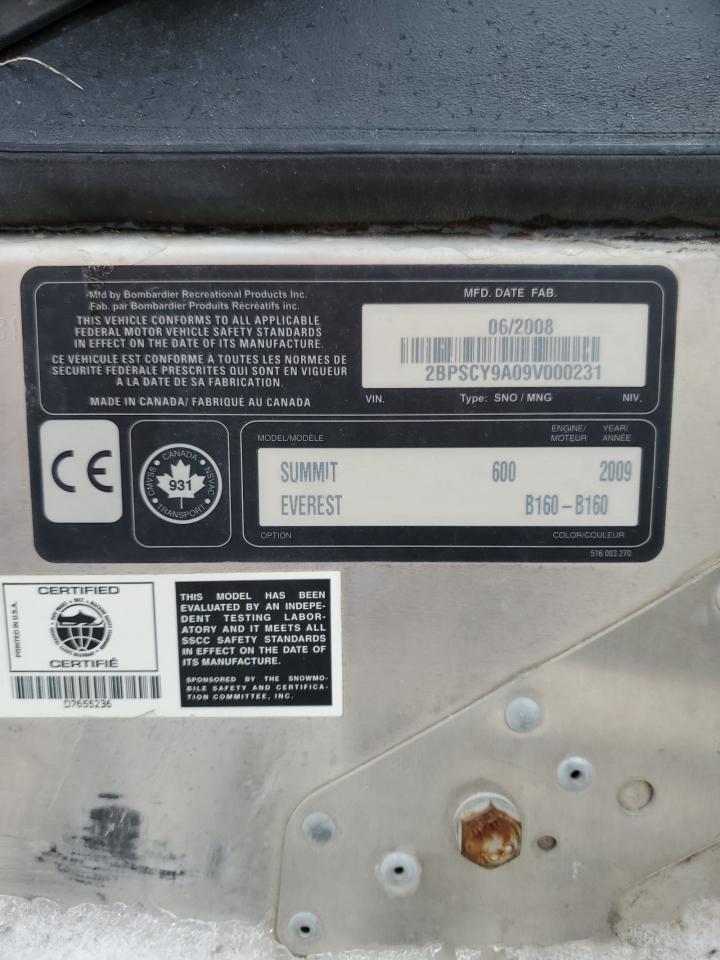 Mfd by Bombardier Recreational Products Inc.
Fab. par Bombardier Produits Récréatifs inc.
THIS VEHICLE CONFORMS TO ALL APPLICABLE
FEDERAL MOTOR VEHICLE SAFETY STANDARDS
IN EFFECT ON THE DATE OF MANUFACTURE
CE VÉHICULE EST CONFORME À TOUTES LES NORMES DE
SÉCURITÉ FÉDÉRALE PRESCRITES QUI EN VIGUEUR
A LA DATE DE SA FABRICATION
MADE IN CANADA/ FABRIQUÉ AU CANADA
MFD. DATE FAB.
06/2008
2BPSCY9A09V000231
VIN. Type: SNO / MNG NIV.
CE
CANADA
CMVSS 931 NSVAC
TRANSPORT
MODEL/MODÈLE ENGINE/ MOTEUR YEAR/ ANNÉE
SUMMIT 600 2009
EVEREST B160-B160
OPTION COLOR/COULEUR
516 003 270
PRINTED IN U.S.A.
CERTIFIED
SSCC
CERTIFIÉ
D7655236
THIS MODEL HAS BEEN
EVALUATED BY AN INDEPE-
DENT TESTING LABOR-
ATORY AND IT MEETS ALL
SSCC SAFETY STANDARDS
IN EFFECT ON THE DATE OF
ITS MANUFACTURE.
SPONSORED BY THE SNOWMO-
BILE SAFETY AND CERTIFICA-
TION COMMITTEE, INC.